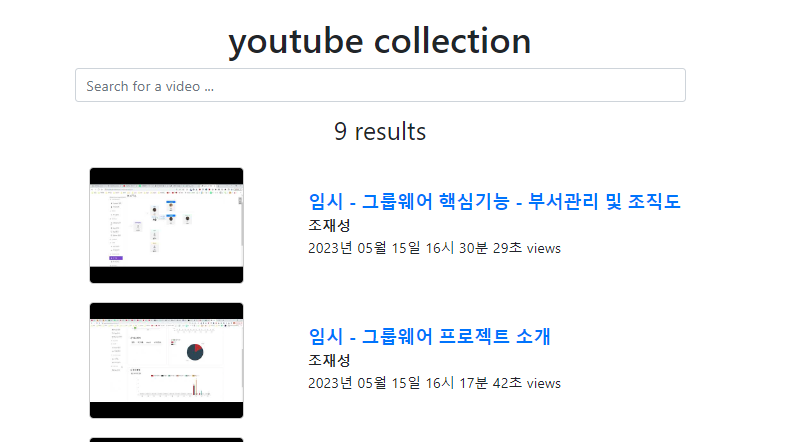 youtube collection
Search for a video ...
9 results
임시 - 그룹웨어 핵심기능 - 부서관리 및 조직도
조재성
2023년 05월 15일 16시 30분 29초 views
임시 - 그룹웨어 프로젝트 소개
조재성
2023년 05월 15일 16시 17분 42초 views